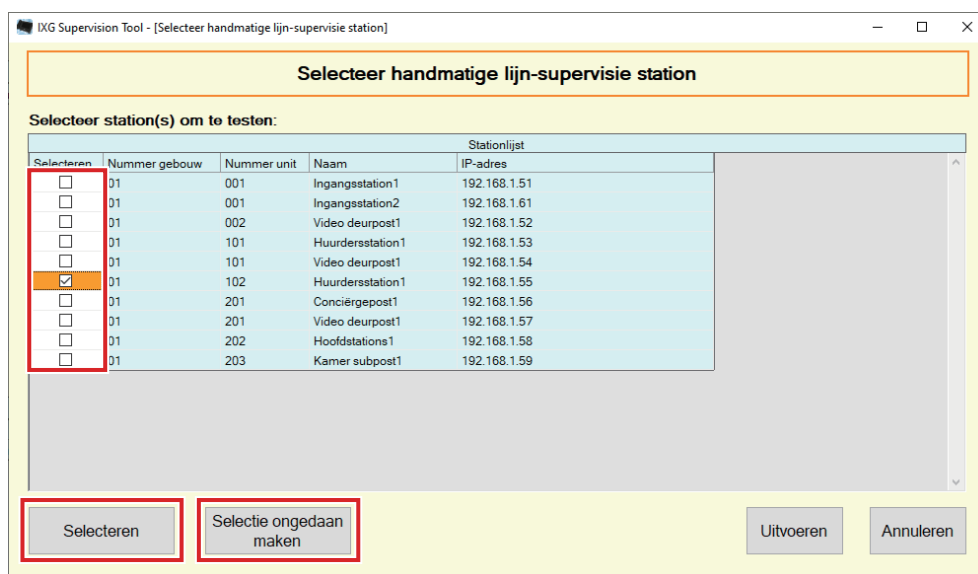 IXG Supervision Tool - [Selecteer handmatige lijn-supervisie station]
Selecteer handmatige lijn-supervisie station
Selecteer station(s) om te testen:
Stationlijst
Selecteren Nummer gebouw Nummer unit Naam IP-adres
01 001 Ingangsstation1 192.168.1.51
01 001 Ingangsstation2 192.168.1.61
01 002 Video deurpost1 192.168.1.52
01 101 Huurdersstation1 192.168.1.53
01 101 Video deurpost1 192.168.1.54
01 102 Huurdersstation1 192.168.1.55
01 201 Conciërgepost1 192.168.1.56
01 201 Video deurpost1 192.168.1.57
01 202 Hoofdstations1 192.168.1.58
01 203 Kamer subpost1 192.168.1.59
Selecteren
Selectie ongedaan
maken
Uitvoeren
Annuleren